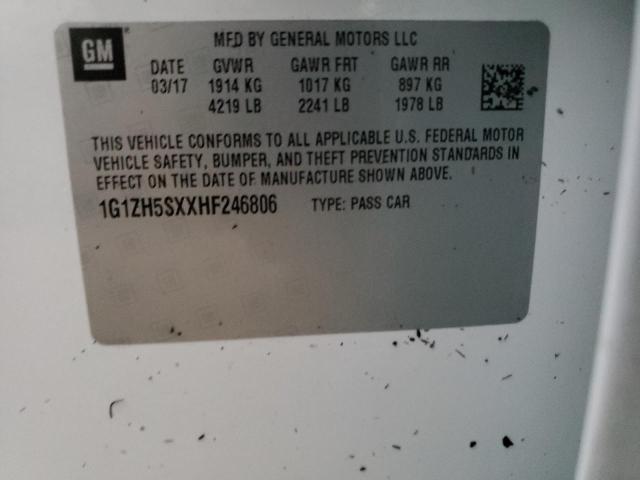 GM
MFD BY GENERAL MOTORS LLC
DATE GVWR GAWR FRT GAWR RR
03/17 1914 KG 1017 KG 897 KG
4219 LB 2241 LB 1978 LB
THIS VEHICLE CONFORMS TO ALL APPLICABLE U.S. FEDERAL MOTOR
VEHICLE SAFETY, BUMPER, AND THEFT PREVENTION STANDARDS IN
EFFECT ON THE DATE OF MANUFACTURE SHOWN ABOVE.
1G1ZH5SXXHF246806 TYPE: PASS CAR